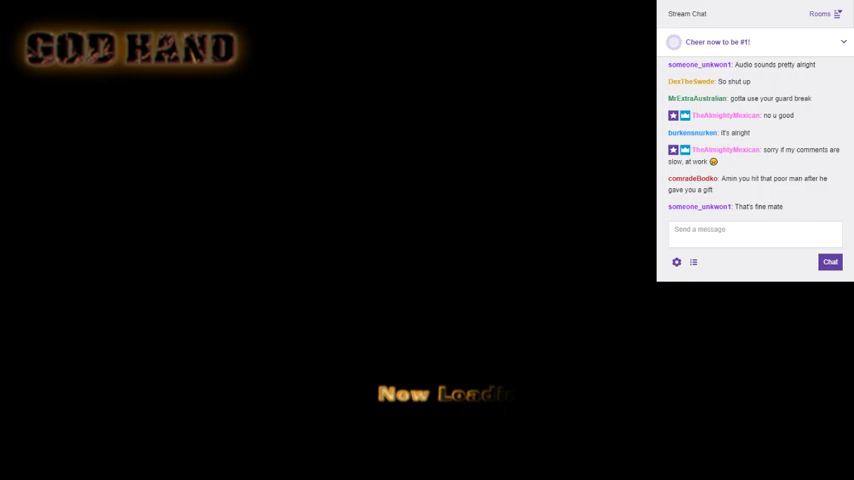 GOD HAND
Stream Chat
Rooms
Cheer now to be #1!
someone_unkwon1: Audio sounds pretty alright
DexTheSwede: So shut up
MrExtraAustralian: gotta use your guard break
TheAlmightyMexican: no u good
burkensnurken: It's alright
TheAlmightyMexican: sorry if my comments are
slow, at work
comradeBodko: Amin you hit that poor man after he
gave you a gift
someone_unkwon1: That's fine mate
Send a message
Chat
Now Loadin